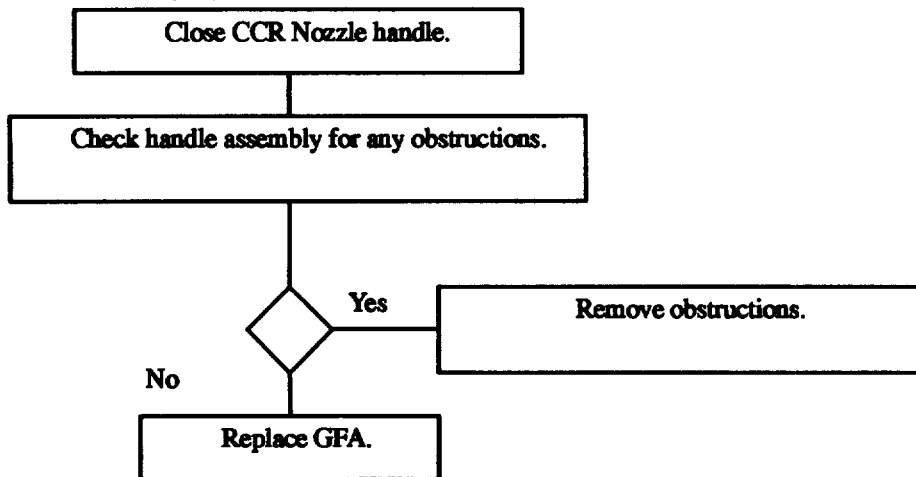 Close CCR Nozzle handle.
Check handle assembly for any obstructions.
Yes
Remove obstructions.
No
Replace GFA.